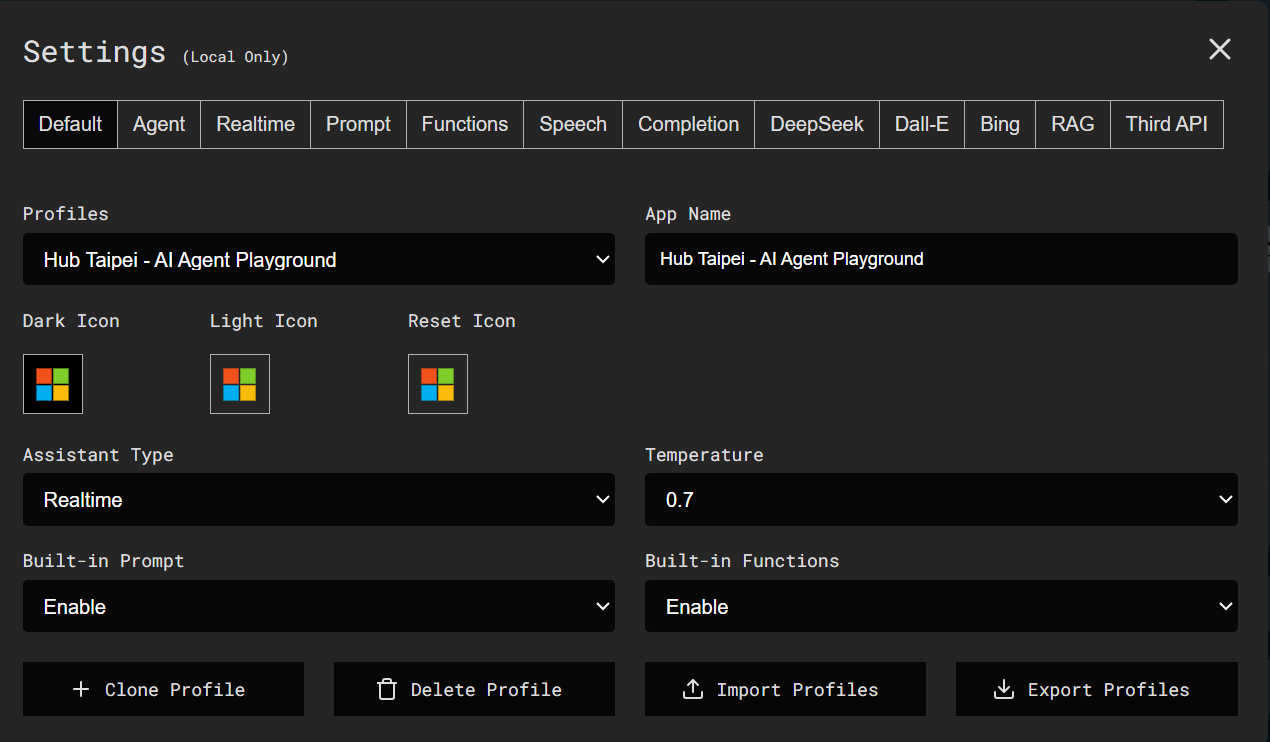 Settings (Local Only)
Default Agent Realtime Prompt Functions Speech Completion DeepSeek Dall-E Bing RAG Third API
Profiles App Name
Hub Taipei - AI Agent Playground Hub Taipei - AI Agent Playground
Dark Icon Light Icon Reset Icon
Assistant Type Temperature
Realtime 0.7
Built-in Prompt Built-in Functions
Enable Enable
Clone Profile Delete Profile Import Profiles Export Profiles